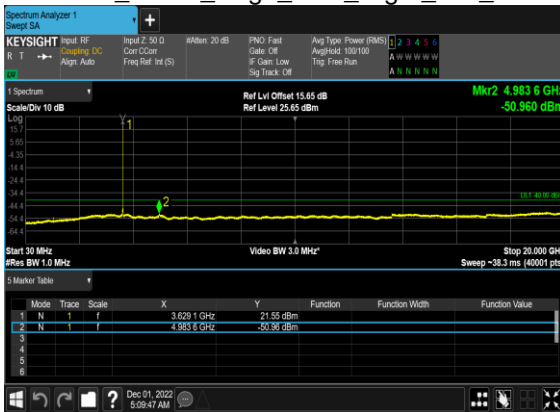 Spectrum Analyzer 1
Swept SA
+
KEYSIGHT Input: RF Input Z: 50 Ω #Atten: 20 dB PNO: Fast Avg Type: Power (RMS) 1 2 3 4 5 6
R T Coupling: DC Corr CCorr Gate: Off Avg|Hold: 100/100 A W W W W W
Align: Auto Freq Ref: Int (S) IF Gain: Low Trig: Free Run
Sig Track: Off A N N N N N
1 Spectrum Ref Lvl Offset 15.65 dB Mkr2 4.983 6 GHz
Scale/Div 10 dB Ref Level 25.65 dBm -50.960 dBm
Log
15.7
1
5.65
-4.35
-14.4
-24.4
-34.4
DL1 -40.00 dBm
2
-44.4
-54.4
-64.4
Start 30 MHz Video BW 3.0 MHz* Stop 20.000 GHz
#Res BW 1.0 MHz Sweep ~38.3 ms (40001 pts)
5 Marker Table
Mode Trace Scale X Y Function Function Width Function Value
1 N 1 f 3.629 1 GHz 21.55 dBm
2 N 1 f 4.983 6 GHz -50.96 dBm
3
4
5
6
? Dec 01, 2022
5:09:47 AM